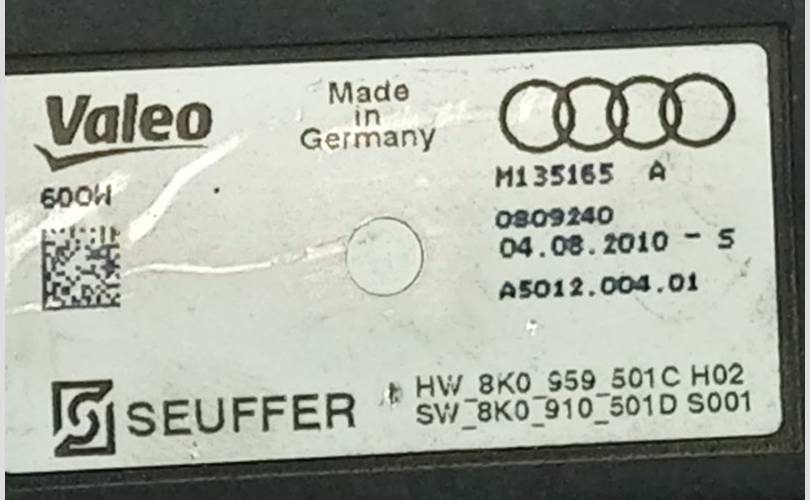 Valeo
Made
in
Germany
600W
M135165 A
0809240
04.08.2010 - S
A5012.004.01
SEUFFER
HW_8K0_959_501C H02
SW_8K0_910_501D S001